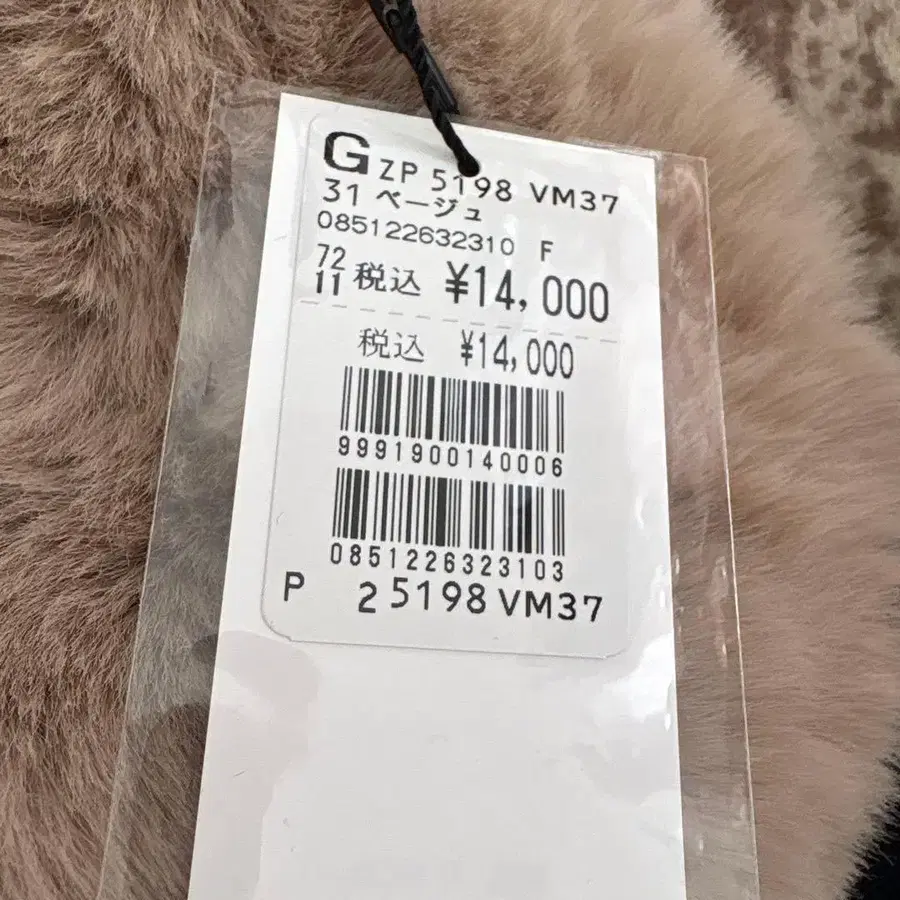 G ZP 5198 VM37
31 ベージュ
085122632310 F
72
11 税込 ¥14,000
税込 ¥14,000
9991900140006
0851226323103
P 25198 VM37